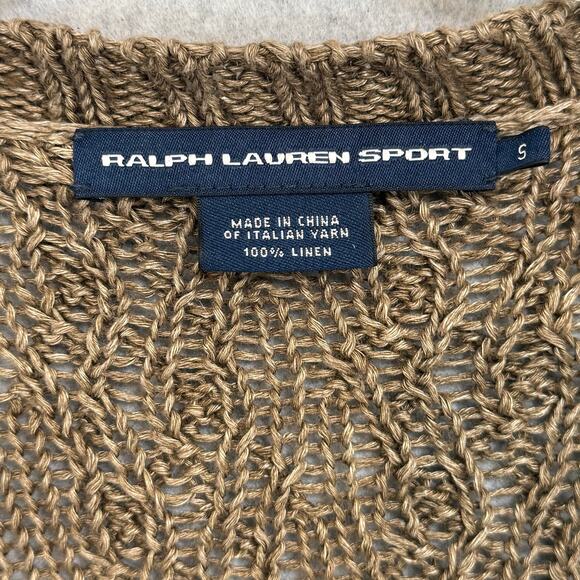 RALPH LAUREN SPORT
S
MADE IN CHINA
OF ITALIAN YARN
100% LINEN